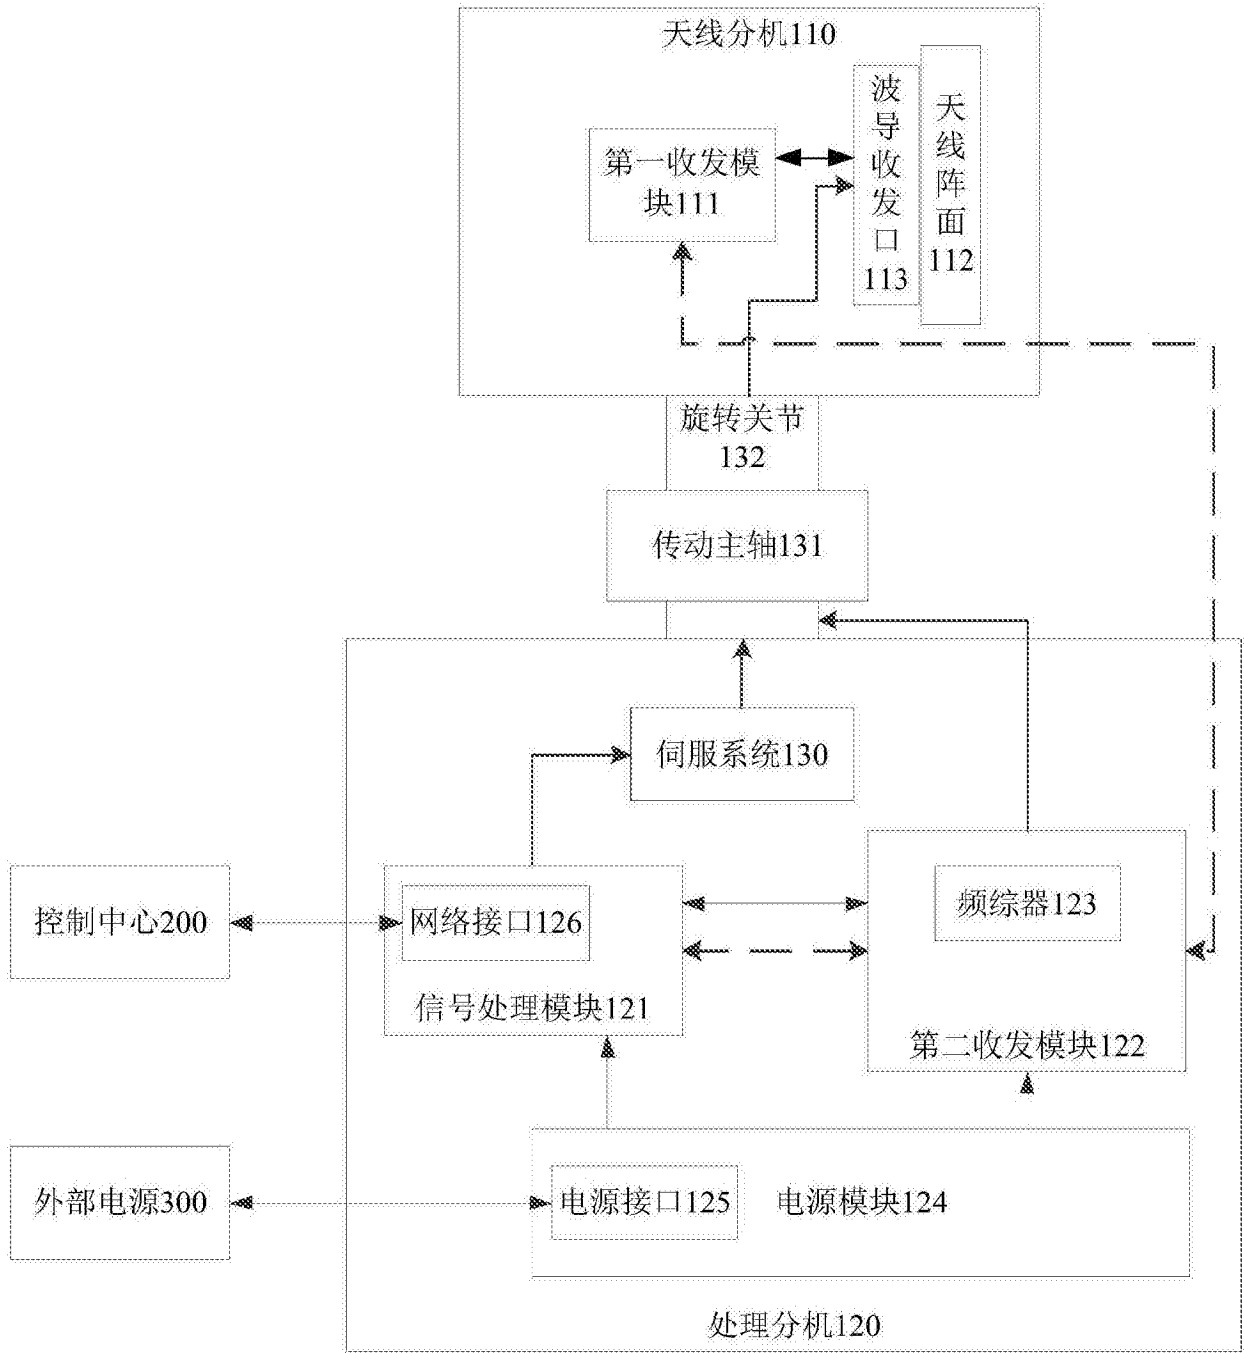 天线分机110
第一收发模
块111
波
导
收
发
口
113
天
线
阵
面
112
旋转关节
132
传动主轴131
伺服系统130
控制中心200
网络接口126
信号处理模块121
频综器123
第二收发模块122
外部电源300
电源接口125
电源模块124
处理分机120